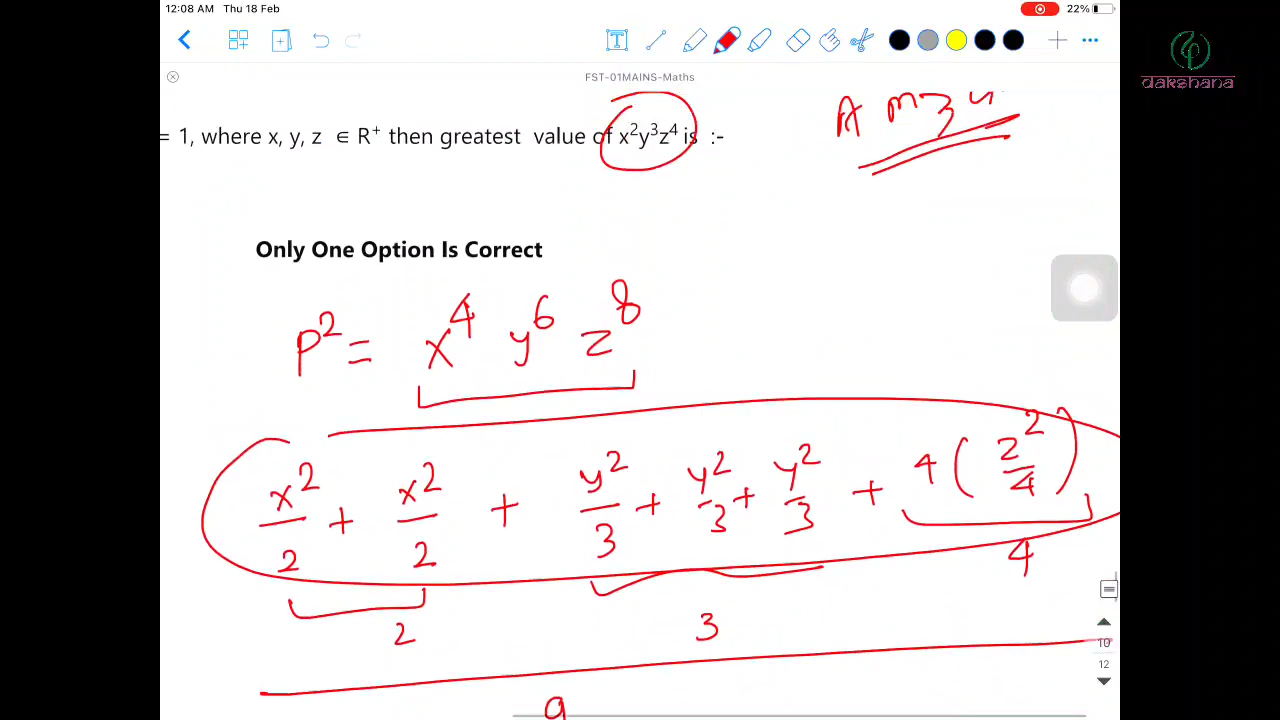 12:08 AM Thu 18 Feb
22%
dakshana
FST-01MAINS-Maths
A M ≥ G
= 1, where x, y, z ∈ R⁺ then greatest value of x²y³z⁴ is :-
Only One Option Is Correct
P² = x⁴ y⁶ z⁸
x²/2 + x²/2 + y²/3 + y²/3 + y²/3 + 4(z²/4)
2 3 4
9
10
12